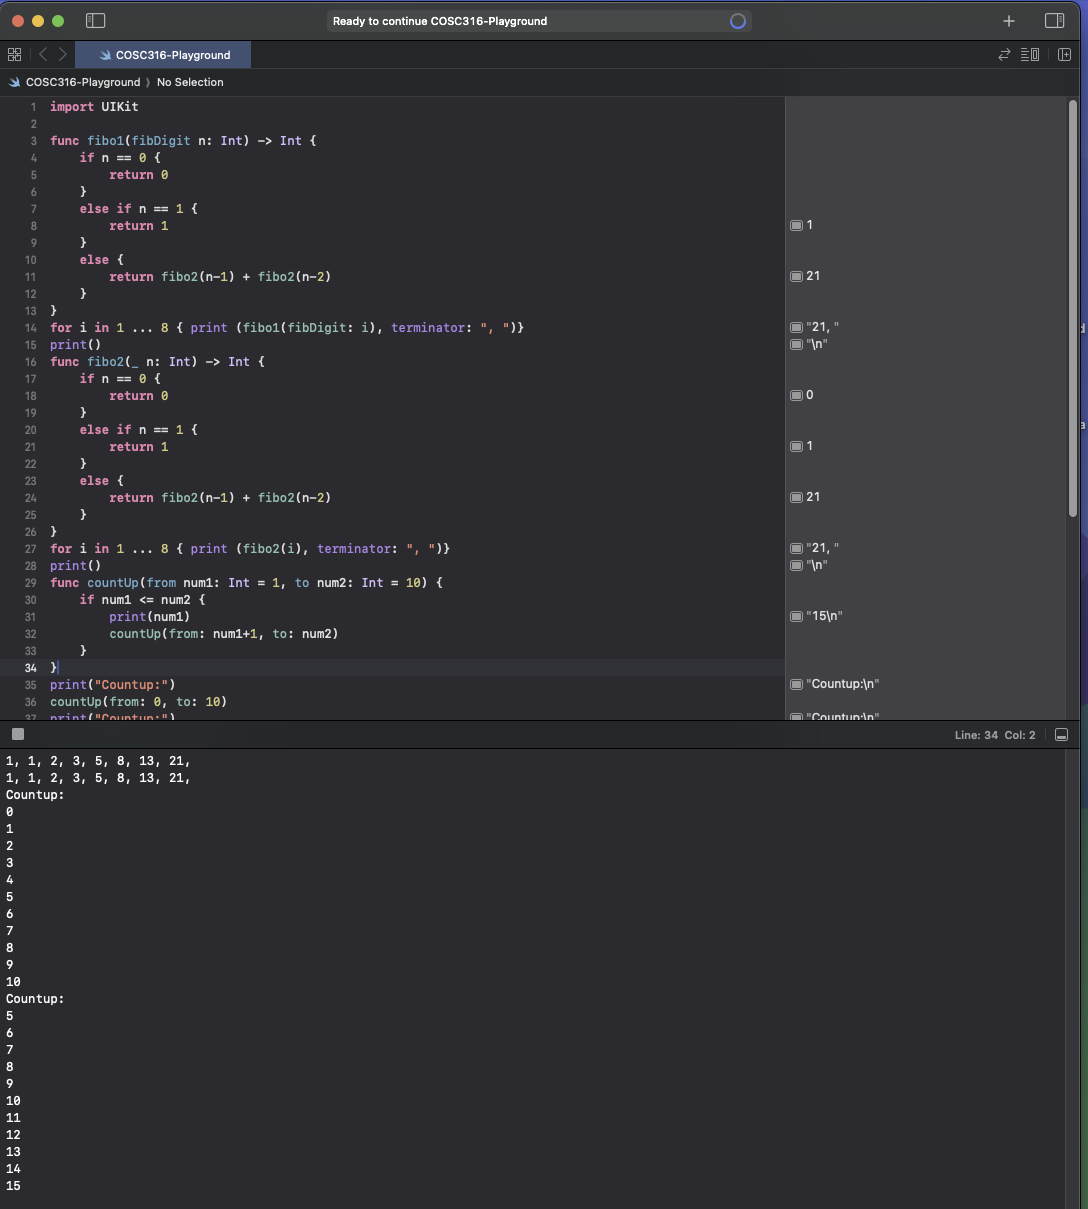 Ready to continue COSC316-Playground
COSC316-Playground
COSC316-Playground ⟩ No Selection
1 import UIKit
2
3 func fibo1(fibDigit n: Int) -> Int {
4     if n == 0 {
5         return 0
6     }
7     else if n == 1 {
8         return 1
1
9     }
10     else {
11         return fibo2(n-1) + fibo2(n-2)
21
12     }
13 }
14 for i in 1 ... 8 { print (fibo1(fibDigit: i), terminator: ", ")}
"21, "
15 print()
"\n"
16 func fibo2(_ n: Int) -> Int {
17     if n == 0 {
18         return 0
0
19     }
20     else if n == 1 {
21         return 1
1
22     }
23     else {
24         return fibo2(n-1) + fibo2(n-2)
21
25     }
26 }
27 for i in 1 ... 8 { print (fibo2(i), terminator: ", ")}
"21, "
28 print()
"\n"
29 func countUp(from num1: Int = 1, to num2: Int = 10) {
30     if num1 <= num2 {
31         print(num1)
"15\n"
32         countUp(from: num1+1, to: num2)
33     }
34 }
35 print("Countup:")
"Countup:\n"
36 countUp(from: 0, to: 10)
37 print("Countup:")
"Countup:\n"
Line: 34 Col: 2
1, 1, 2, 3, 5, 8, 13, 21,
1, 1, 2, 3, 5, 8, 13, 21,
Countup:
0
1
2
3
4
5
6
7
8
9
10
Countup:
5
6
7
8
9
10
11
12
13
14
15